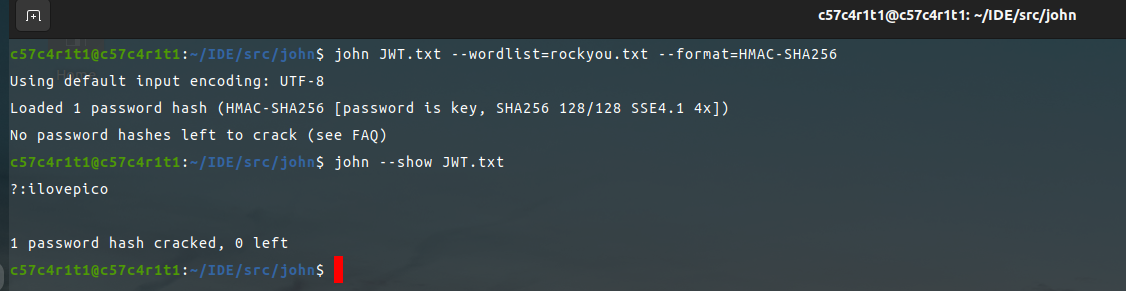 c57c4r1t1@c57c4r1t1: ~/IDE/src/john
c57c4r1t1@c57c4r1t1:~/IDE/src/john$ john JWT.txt --wordlist=rockyou.txt --format=HMAC-SHA256
Using default input encoding: UTF-8
Loaded 1 password hash (HMAC-SHA256 [password is key, SHA256 128/128 SSE4.1 4x])
No password hashes left to crack (see FAQ)
c57c4r1t1@c57c4r1t1:~/IDE/src/john$ john --show JWT.txt
?:ilovepico
1 password hash cracked, 0 left
c57c4r1t1@c57c4r1t1:~/IDE/src/john$